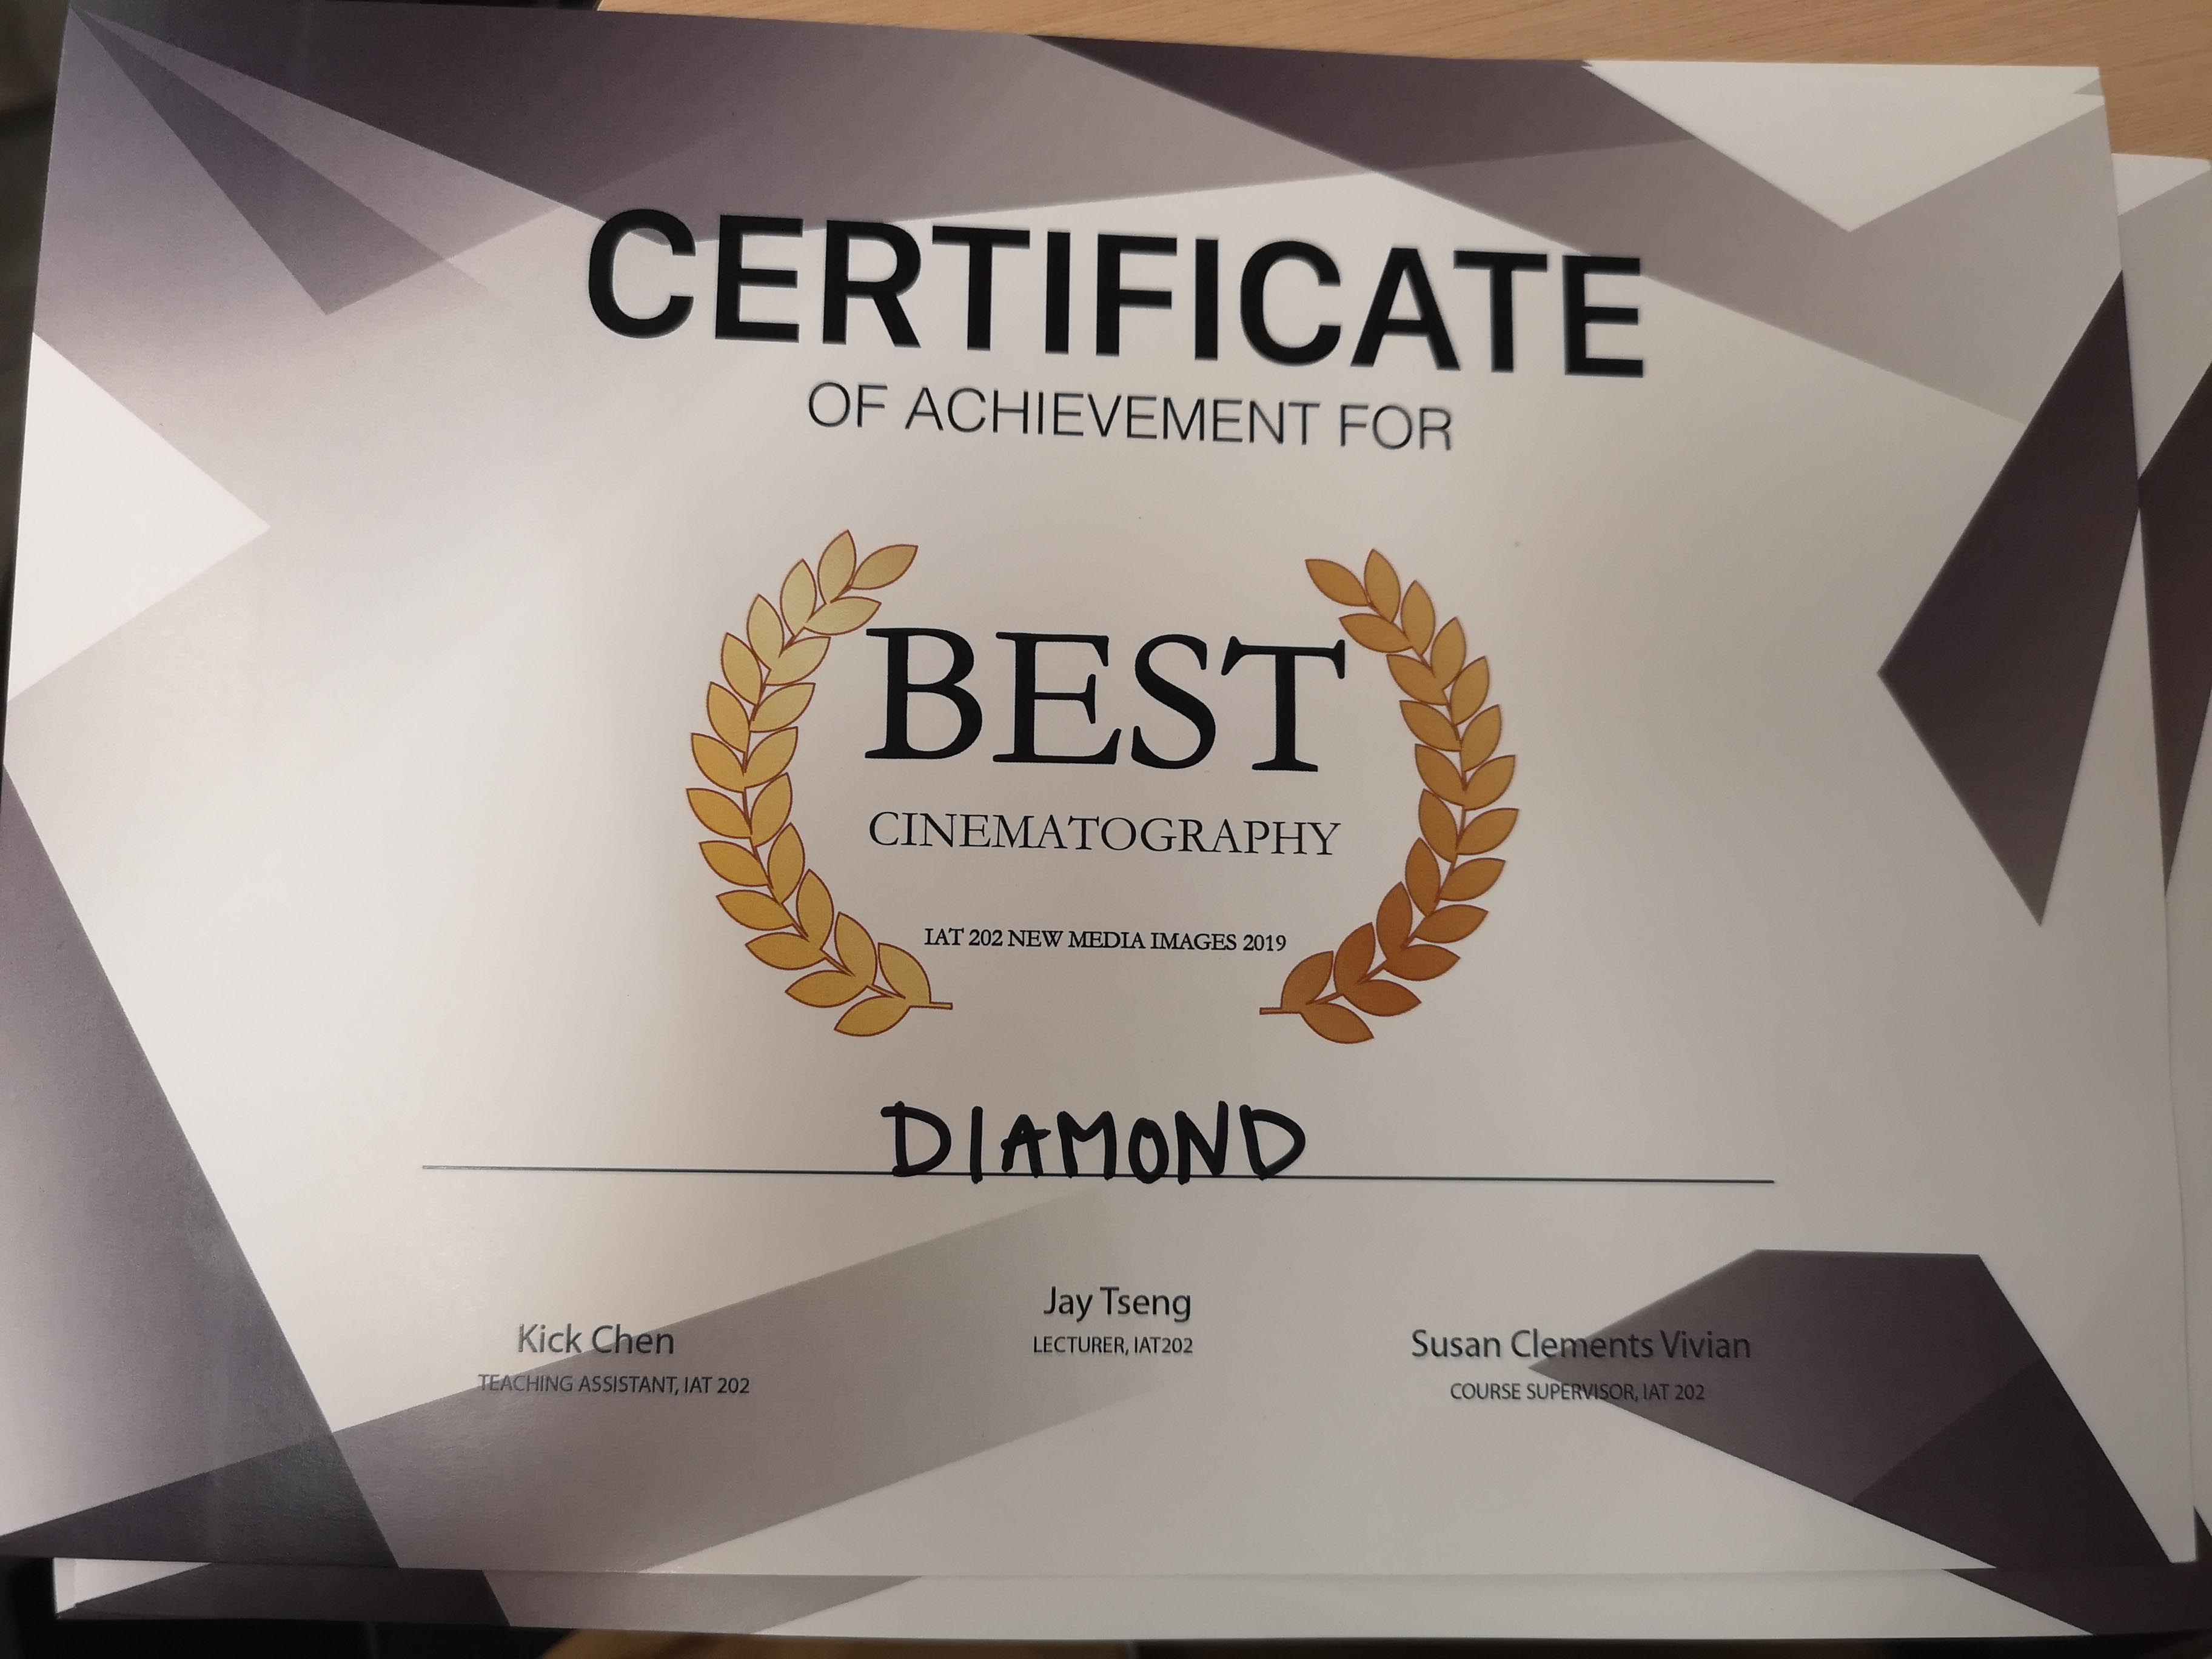 CERTIFICATE
OF ACHIEVEMENT FOR
BEST
CINEMATOGRAPHY
IAT 202 NEW MEDIA IMAGES 2019
DIAMOND
Kick Chen
TEACHING ASSISTANT, IAT 202
Jay Tseng
LECTURER, IAT202
Susan Clements Vivian
COURSE SUPERVISOR, IAT 202